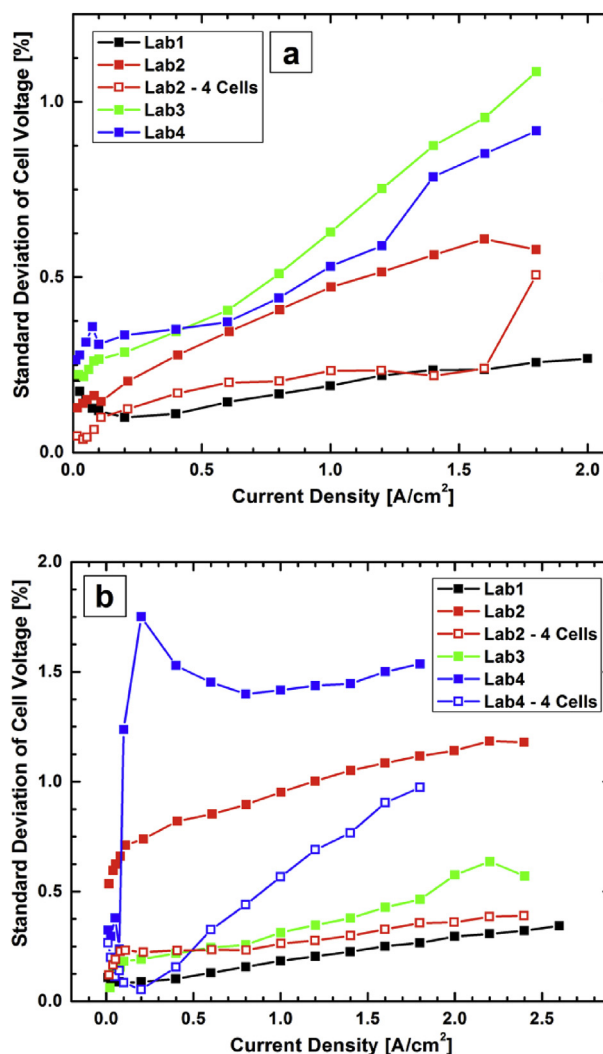 a
Lab1
Lab2
Lab2 - 4 Cells
Lab3
Lab4
Standard Deviation of Cell Voltage [%]
1.0
0.5
0.0
0.0 0.5 1.0 1.5 2.0
Current Density [A/cm²]
b
Lab1
Lab2
Lab2 - 4 Cells
Lab3
Lab4
Lab4 - 4 Cells
Standard Deviation of Cell Voltage [%]
2.0
1.5
1.0
0.5
0.0
0.0 0.5 1.0 1.5 2.0 2.5
Current Density [A/cm²]